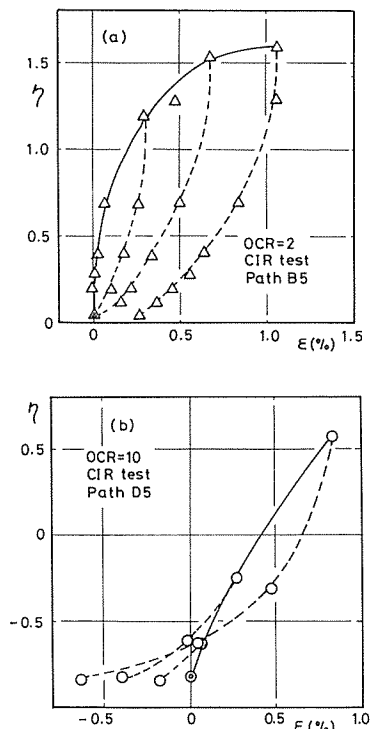 (a)
η
1.5
1.0
0.5
0
OCR=2
CIR test
Path B5
0 0.5 1.0 1.5
ε(%)
η
(b)
0.5
0
-0.5
OCR=10
CIR test
Path D5
-0.5 0 0.5 1.0
ε(%)